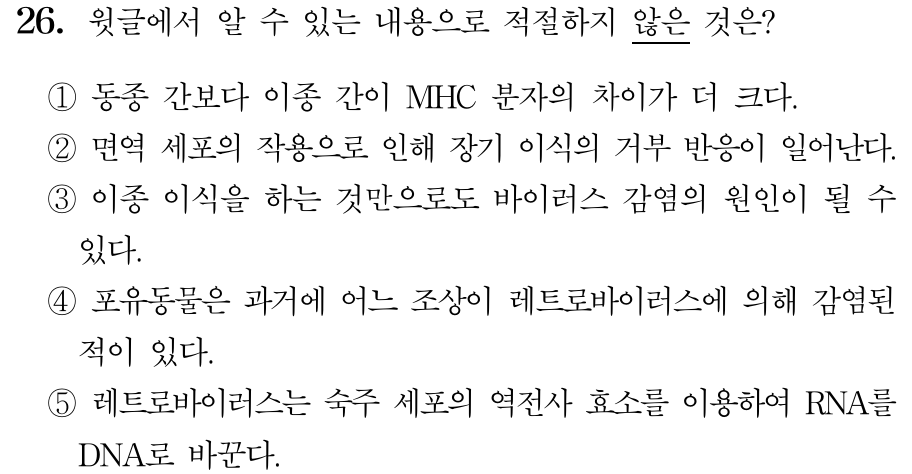 26. 윗글에서 알 수 있는 내용으로 적절하지 않은 것은?
① 동종 간보다 이종 간이 MHC 분자의 차이가 더 크다.
② 면역 세포의 작용으로 인해 장기 이식의 거부 반응이 일어난다.
③ 이종 이식을 하는 것만으로도 바이러스 감염의 원인이 될 수
있다.
④ 포유동물은 과거에 어느 조상이 레트로바이러스에 의해 감염된
적이 있다.
⑤ 레트로바이러스는 숙주 세포의 역전사 효소를 이용하여 RNA를
DNA로 바꾼다.